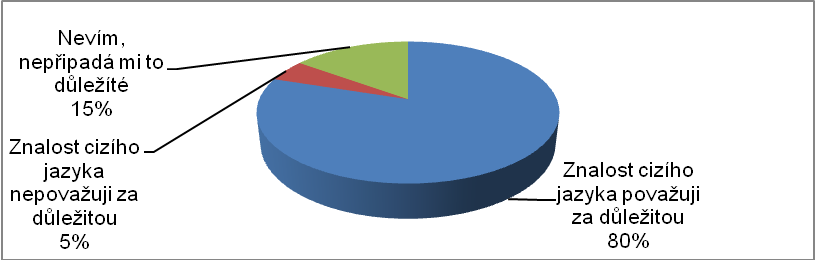 Nevím,
nepřipadá mi to
důležíté
15%
Znalost cizího
jazyka
nepovažuji za
důležitou
5%
Znalost cizího
jazyka považuji
za důležitou
80%